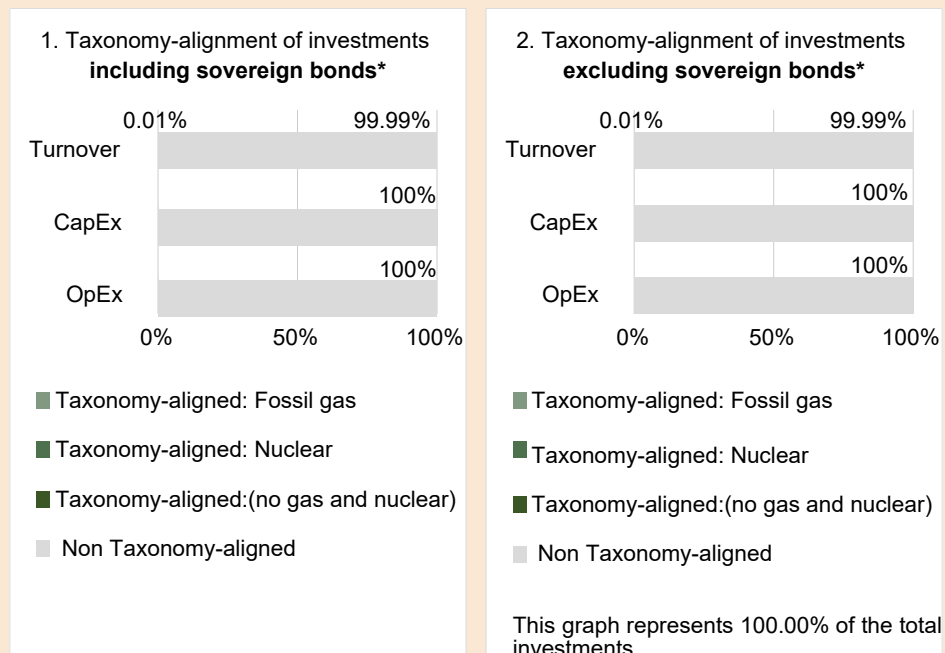 1. Taxonomy-alignment of investments
including sovereign bonds*
0.01% 99.99%
Turnover
100%
CapEx
100%
OpEx
0% 50% 100%
Taxonomy-aligned: Fossil gas
Taxonomy-aligned: Nuclear
Taxonomy-aligned:(no gas and nuclear)
Non Taxonomy-aligned
2. Taxonomy-alignment of investments
excluding sovereign bonds*
0.01% 99.99%
Turnover
100%
CapEx
100%
OpEx
0% 50% 100%
Taxonomy-aligned: Fossil gas
Taxonomy-aligned: Nuclear
Taxonomy-aligned:(no gas and nuclear)
Non Taxonomy-aligned
This graph represents 100.00% of the total
investments